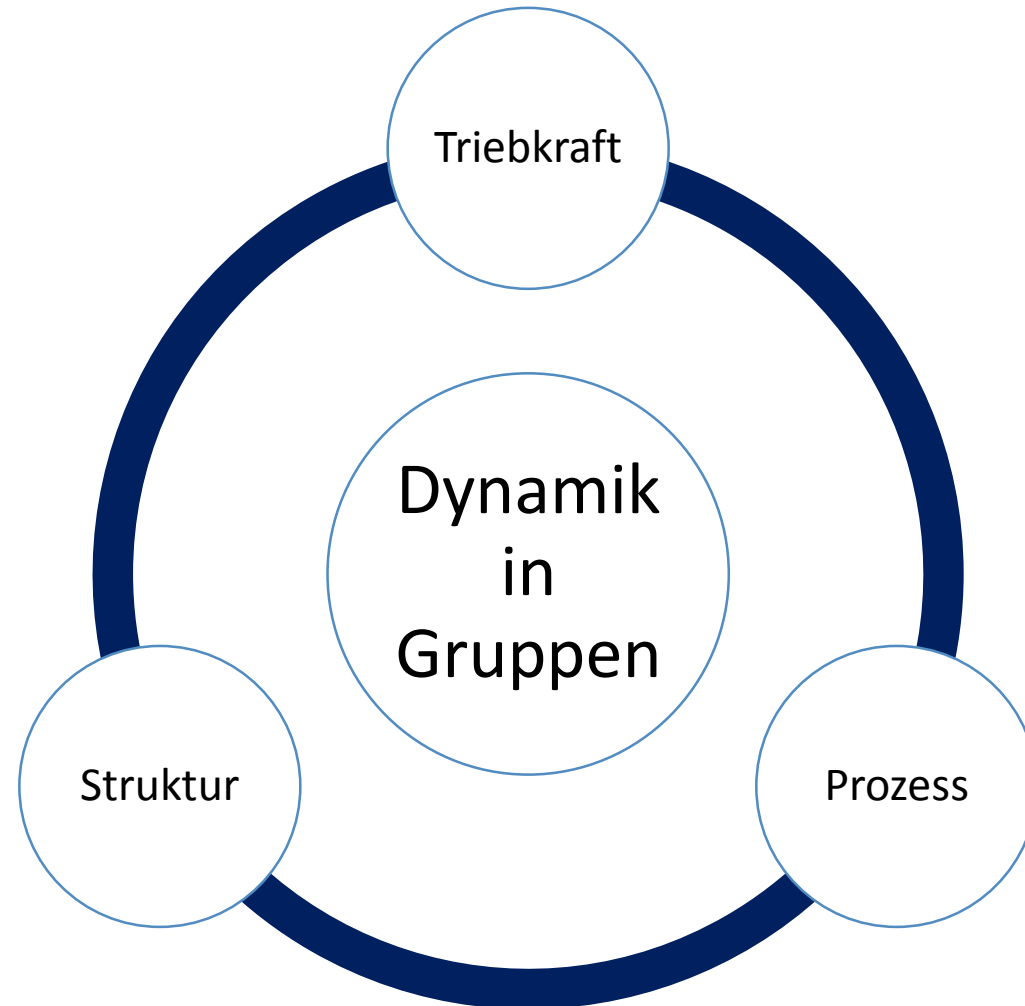 Triebkraft
Dynamik
in
Gruppen
Struktur
Prozess